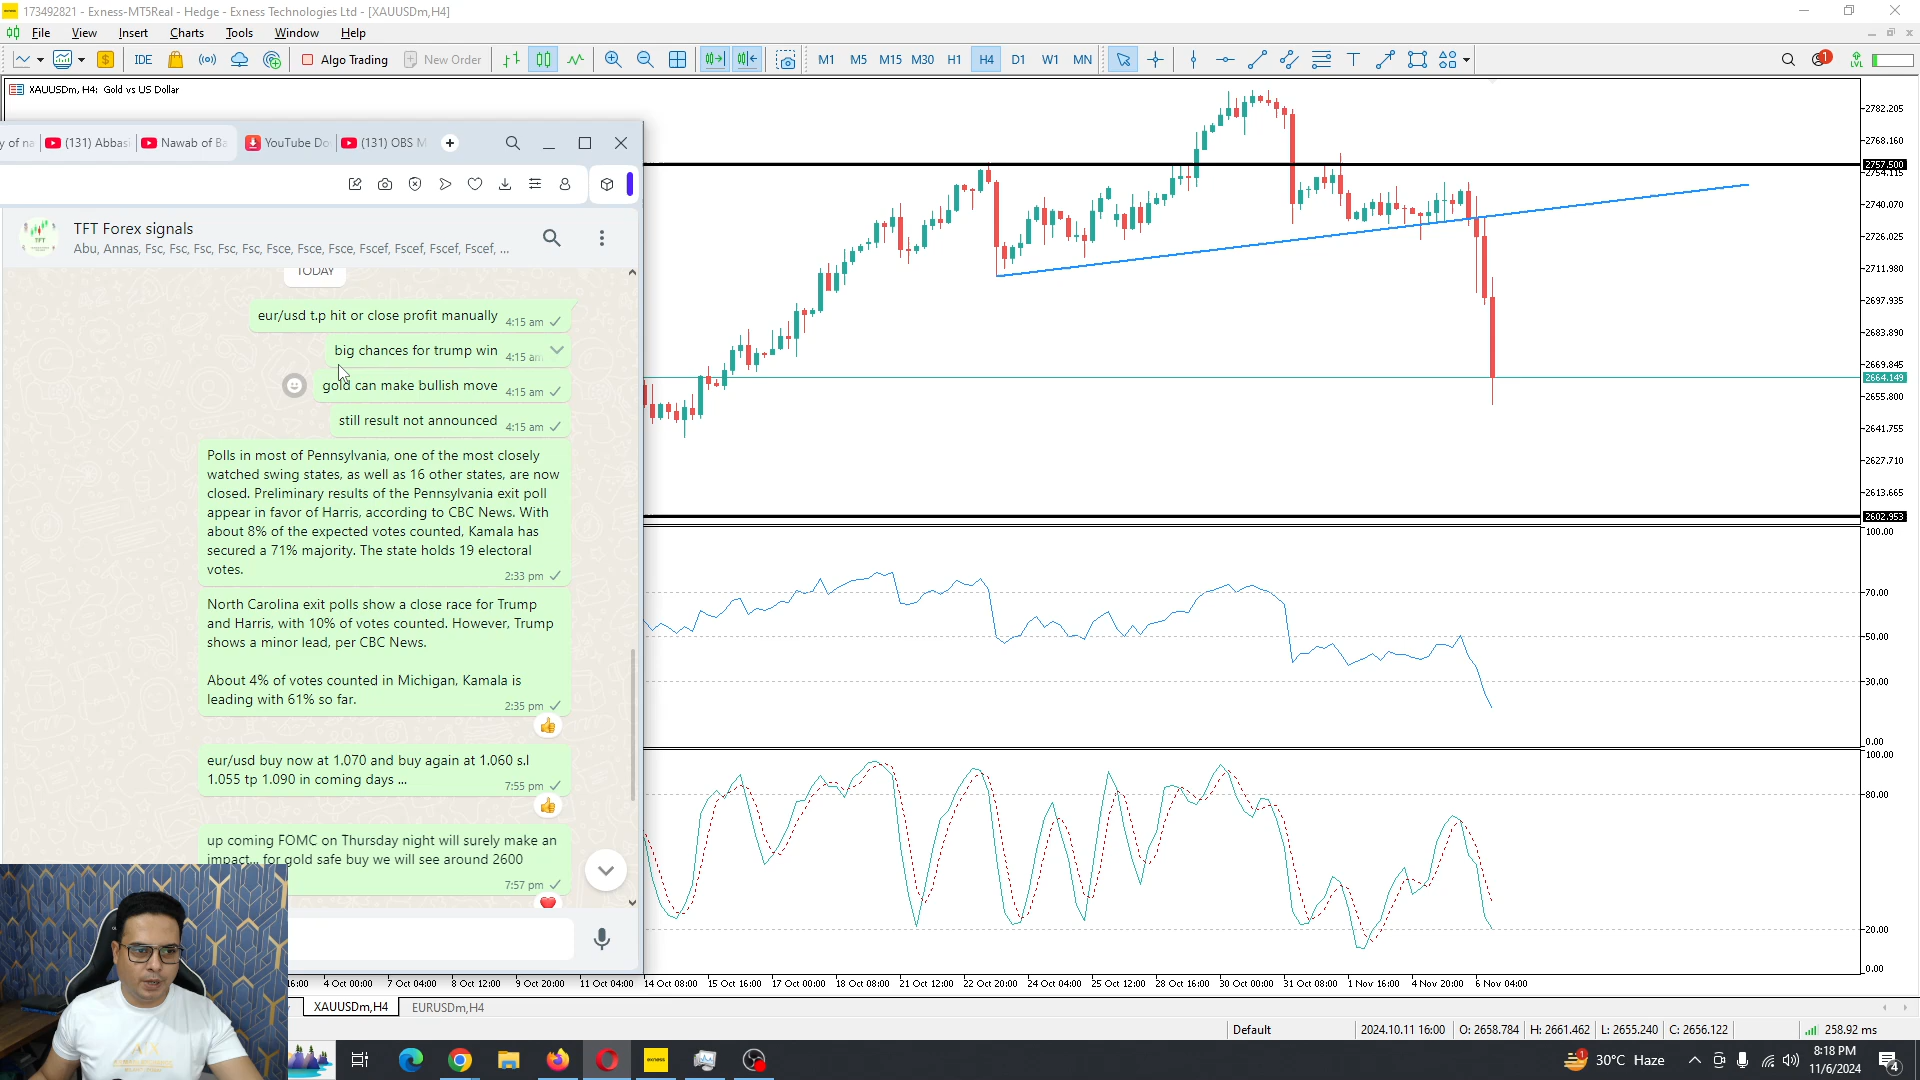 173492821 - Exness-MT5Real - Hedge - Exness Technologies Ltd - [XAUUSDm,H4]
File View Insert Charts Tools Window Help
IDE Algo Trading New Order M1 M5 M15 M30 H1 H4 D1 W1 MN
XAUUSDm, H4: Gold vs US Dollar
y of na (131) Abbas Nawab of Ba YouTube Do (131) OBS M
TFT Forex signals
Abu, Annas, Fsc, Fsc, Fsc, Fsc, Fsc, Fsce, Fsce, Fsce, Fscef, Fscef, Fscef, ...
TODAY
eur/usd t.p hit or close profit manually 4:15 am
big chances for trump win 4:15 am
gold can make bullish move 4:15 am
still result not announced 4:15 am
Polls in most of Pennsylvania, one of the most closely
watched swing states, as well as 16 other states, are now
closed. Preliminary results of the Pennsylvania exit poll
appear in favor of Harris, according to CBC News. With
about 8% of the expected votes counted, Kamala has
secured a 71% majority. The state holds 19 electoral
votes.
2:33 pm
North Carolina exit polls show a close race for Trump
and Harris, with 10% of votes counted. However, Trump
shows a minor lead, per CBC News.
About 4% of votes counted in Michigan, Kamala is
leading with 61% so far.
2:35 pm
eur/usd buy now at 1.070 and buy again at 1.060 s.l
1.055 tp 1.090 in coming days ...
7:55 pm
up coming FOMC on Thursday night will surely make an
impact... for gold safe buy we will see around 2600
7:57 pm
2782.205
2768.160
2757.500
2754.115
2740.070
2726.025
2711.980
2697.935
2683.890
2669.845
2664.149
2655.800
2641.755
2627.710
2613.665
2602.953
100.00
70.00
50.00
30.00
0.00
100.00
80.00
20.00
0.00
16:00 4 Oct 00:00 7 Oct 04:00 8 Oct 12:00 9 Oct 20:00 11 Oct 04:00 14 Oct 08:00 15 Oct 16:00 17 Oct 00:00 18 Oct 08:00 21 Oct 12:00 22 Oct 20:00 24 Oct 04:00 25 Oct 12:00 28 Oct 16:00 30 Oct 00:00 31 Oct 08:00 1 Nov 16:00 4 Nov 20:00 6 Nov 04:00
XAUUSDm,H4 EURUSDm,H4
Default 2024.10.11 16:00 O: 2658.784 H: 2661.462 L: 2655.240 C: 2656.122 258.92 ms
30°C Haze 8:18 PM
11/6/2024